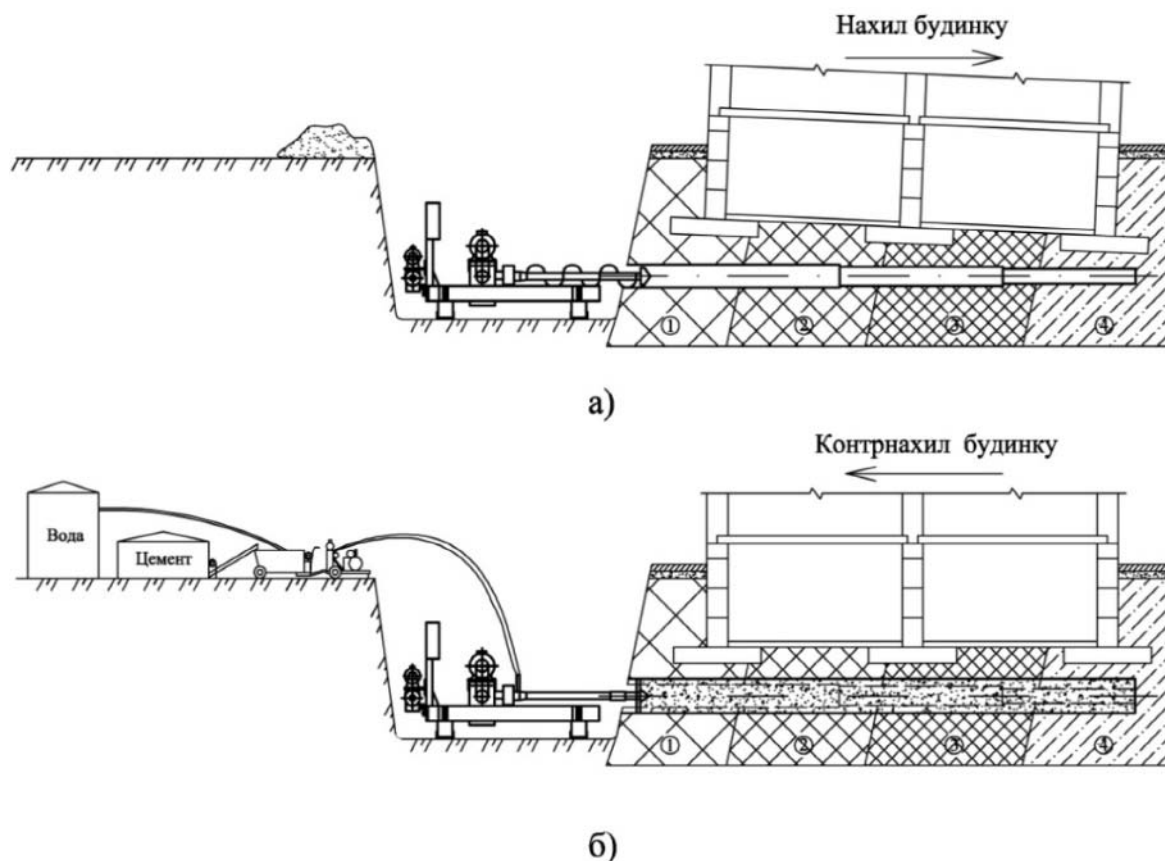 Нахил будинку
① ② ③ ④
а)
Контрнахил будинку
Вода
Цемент
① ② ③ ④
б)